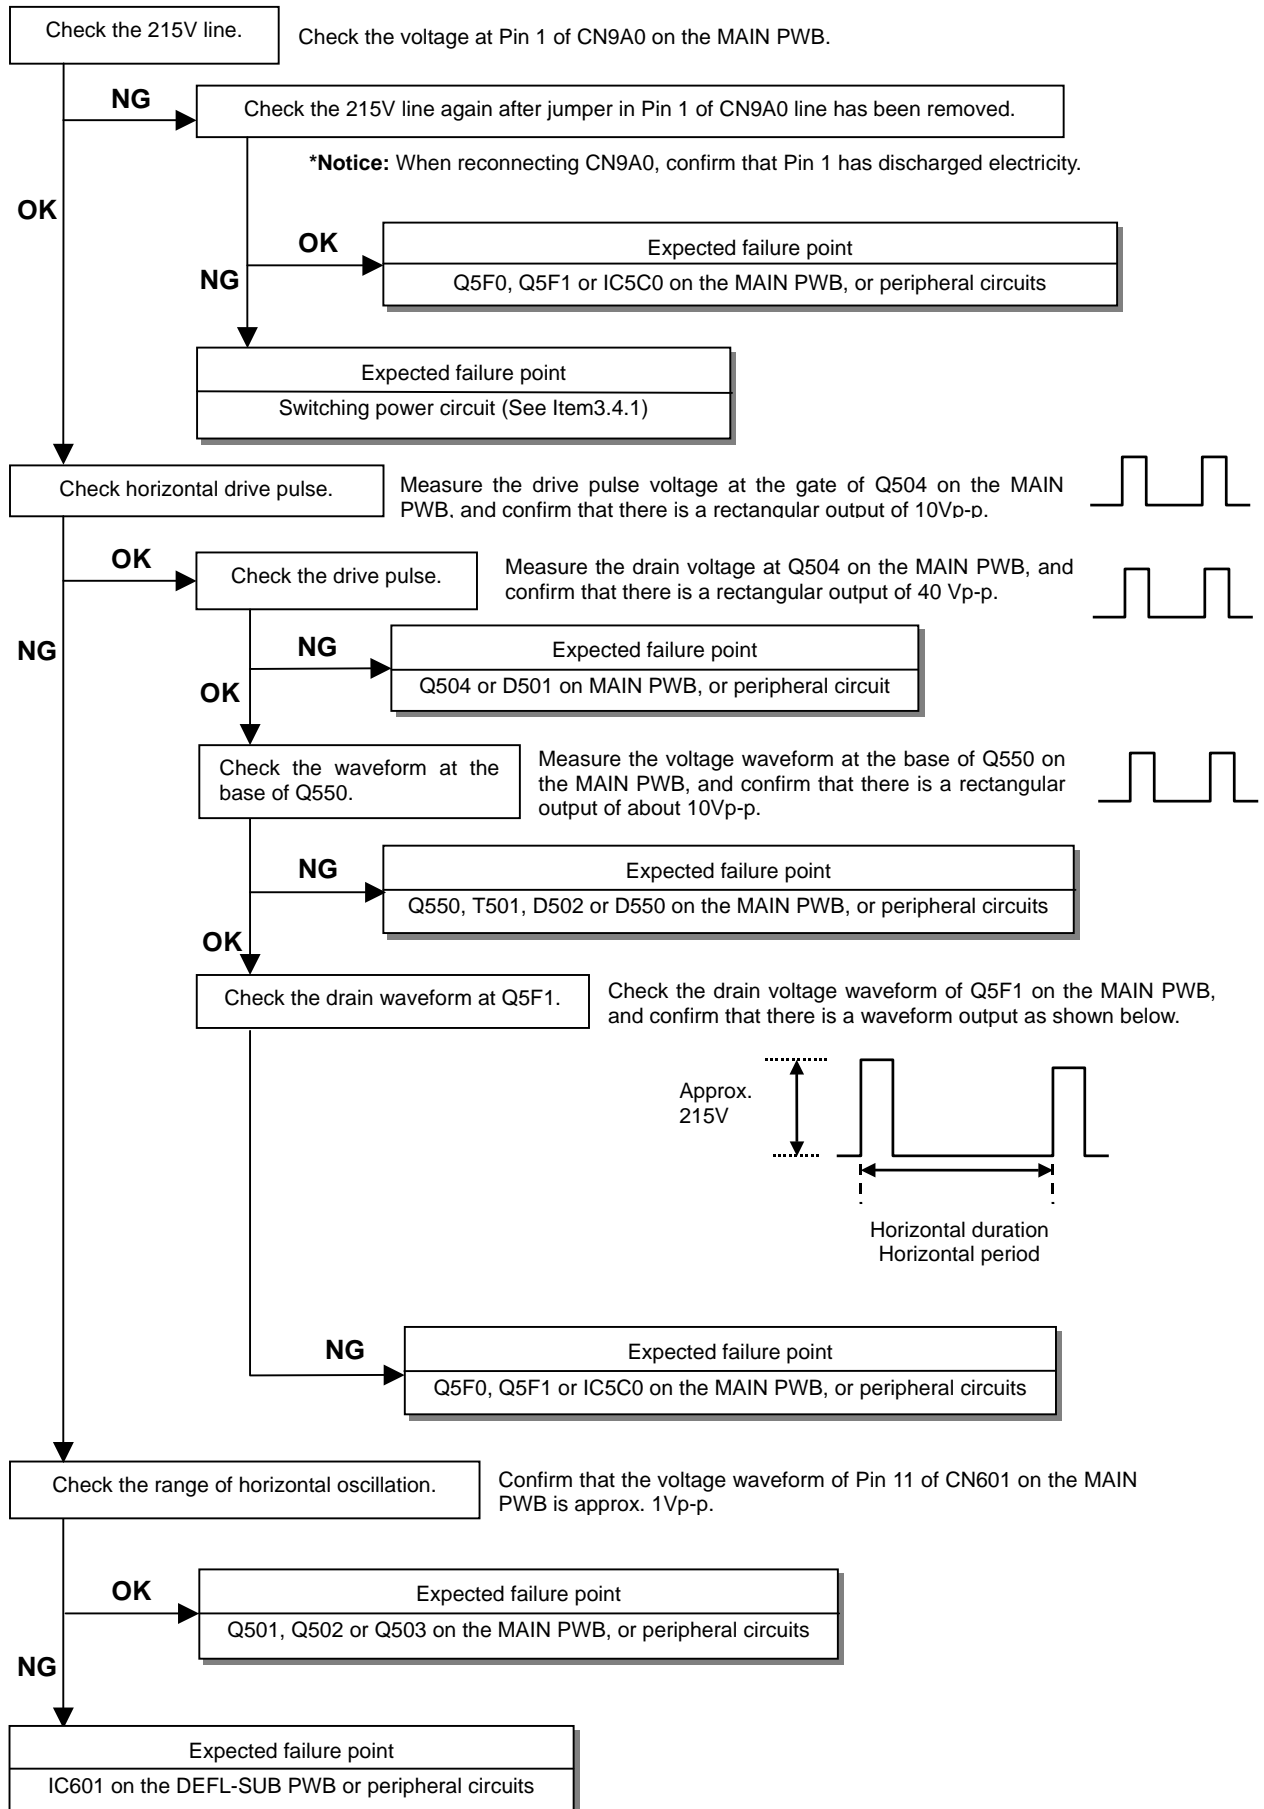 Check the 215V line.
Check the voltage at Pin 1 of CN9A0 on the MAIN PWB.
NG
Check the 215V line again after jumper in Pin 1 of CN9A0 line has been removed.
*Notice: When reconnecting CN9A0, confirm that Pin 1 has discharged electricity.
OK
OK
Expected failure point
NG
Q5F0, Q5F1 or IC5C0 on the MAIN PWB, or peripheral circuits
Expected failure point
Switching power circuit (See Item3.4.1)
Check horizontal drive pulse.
Measure the drive pulse voltage at the gate of Q504 on the MAIN
PWB, and confirm that there is a rectangular output of 10Vp-p.
OK
Check the drive pulse.
Measure the drain voltage at Q504 on the MAIN PWB, and
confirm that there is a rectangular output of 40 Vp-p.
NG
NG
Expected failure point
OK
Q504 or D501 on MAIN PWB, or peripheral circuit
Check the waveform at the
base of Q550.
Measure the voltage waveform at the base of Q550 on
the MAIN PWB, and confirm that there is a rectangular
output of about 10Vp-p.
NG
Expected failure point
Q550, T501, D502 or D550 on the MAIN PWB, or peripheral circuits
OK
Check the drain waveform at Q5F1.
Check the drain voltage waveform of Q5F1 on the MAIN PWB,
and confirm that there is a waveform output as shown below.
Approx.
215V
Horizontal duration
Horizontal period
NG
Expected failure point
Q5F0, Q5F1 or IC5C0 on the MAIN PWB, or peripheral circuits
Check the range of horizontal oscillation.
Confirm that the voltage waveform of Pin 11 of CN601 on the MAIN
PWB is approx. 1Vp-p.
OK
Expected failure point
Q501, Q502 or Q503 on the MAIN PWB, or peripheral circuits
NG
Expected failure point
IC601 on the DEFL-SUB PWB or peripheral circuits